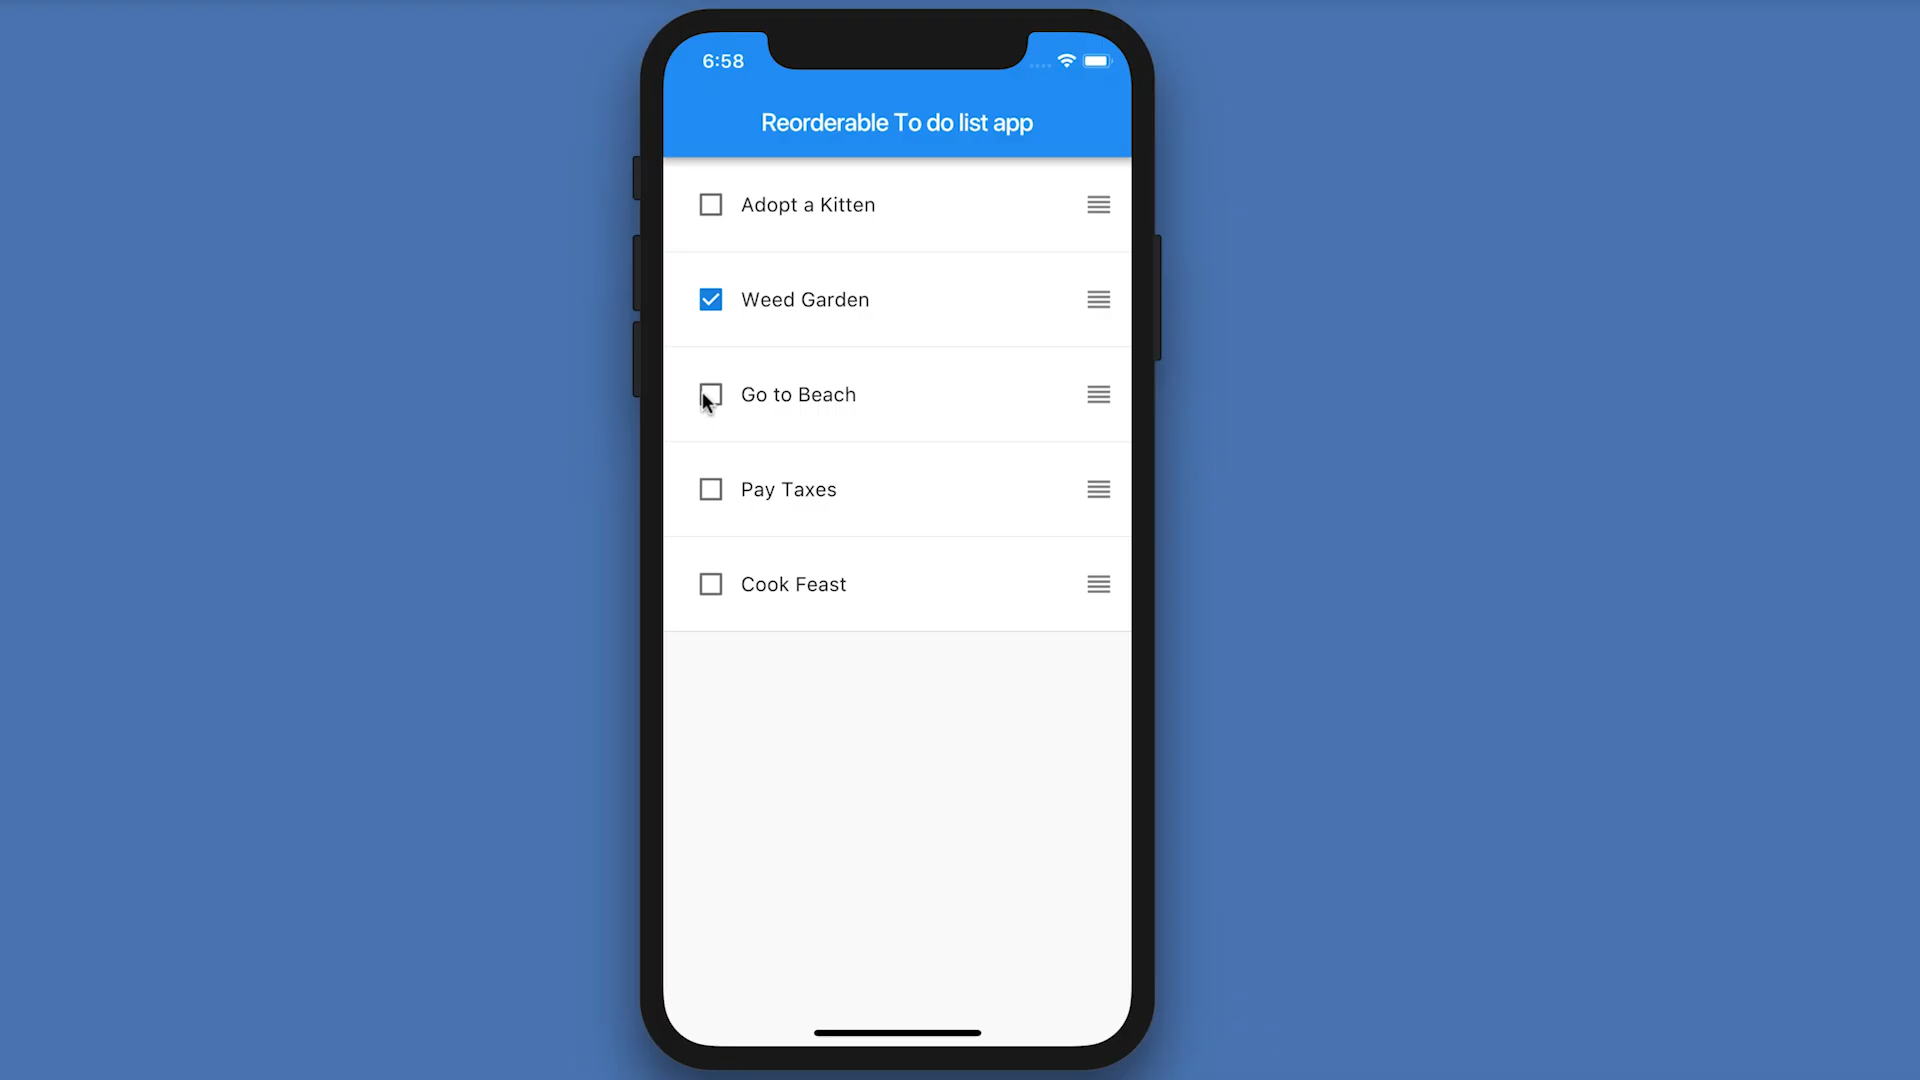 6:58
Reorderable To do list app
Adopt a Kitten
Weed Garden
Go to Beach
Pay Taxes
Cook Feast